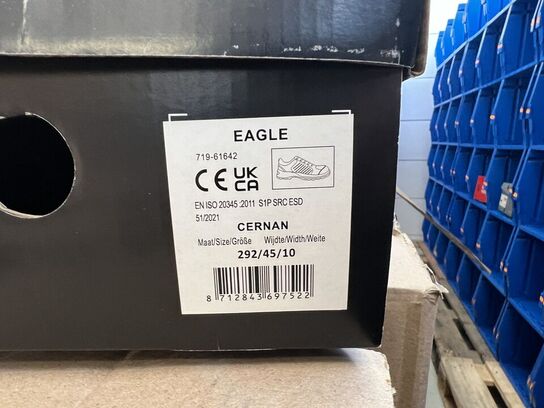 EAGLE
719-61642
CE UK CA
EN ISO 20345 :2011 S1P SRC ESD
51/2021
CERNAN
Maat/Size/Größe Wijdte/Width/Weite
292/45/10
8 712843 697522